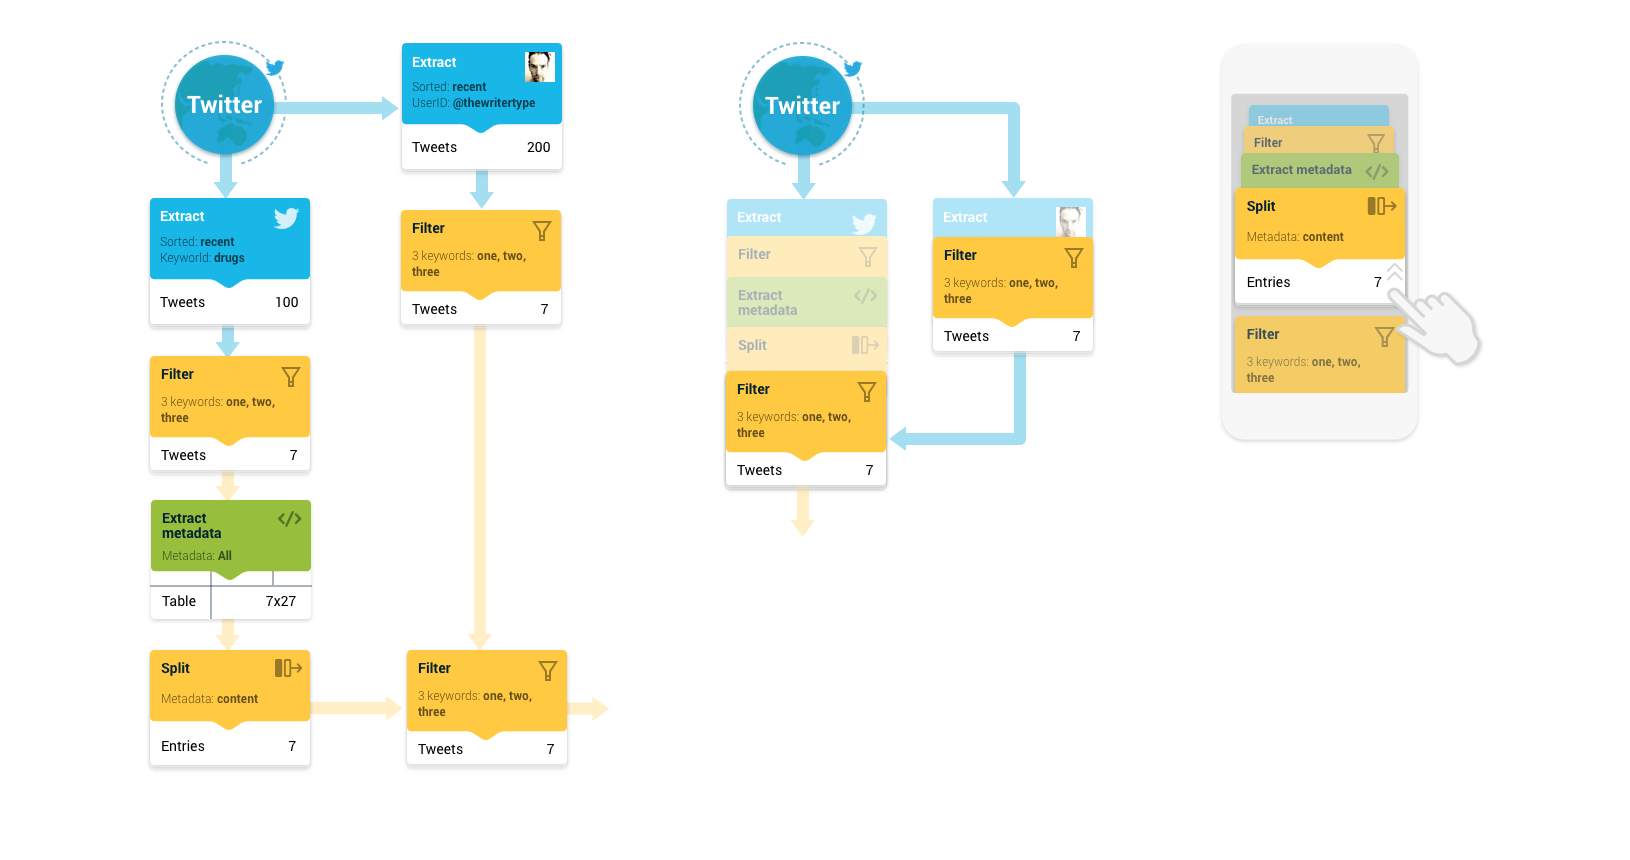 Twitter
Extract
Sorted: recent
UserID: @thewritertype
Tweets 200
Extract
Sorted: recent
Keyworld: drugs
Tweets 100
Filter
3 keywords: one, two,
three
Tweets 7
Filter
3 keywords: one, two,
three
Tweets 7
Extract
metadata
Metadata: All
Table 7x27
Split
Metadata: content
Entries 7
Filter
3 keywords: one, two,
three
Tweets 7
Twitter
Extract
Filter
Extract
metadata
Split
Filter
3 keywords: one, two,
three
Tweets 7
Extract
Filter
3 keywords: one, two,
three
Tweets 7
Extract
Filter
Extract metadata
Split
Metadata: content
Entries 7
Filter
3 keywords: one, two,
three